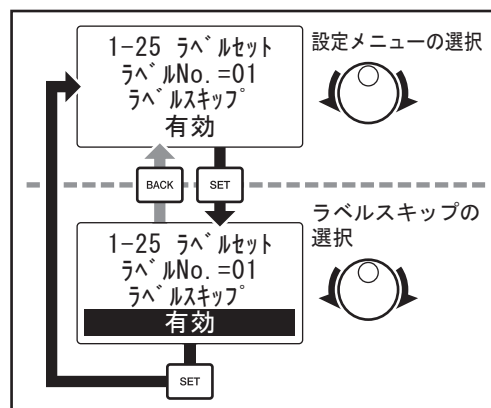 1-25 ラベルセット
ラベルNo.=01
ラベルスキップ
有効
設定メニューの選択
BACK
SET
1-25 ラベルセット
ラベルNo.=01
ラベルスキップ
有効
ラベルスキップの
選択
SET